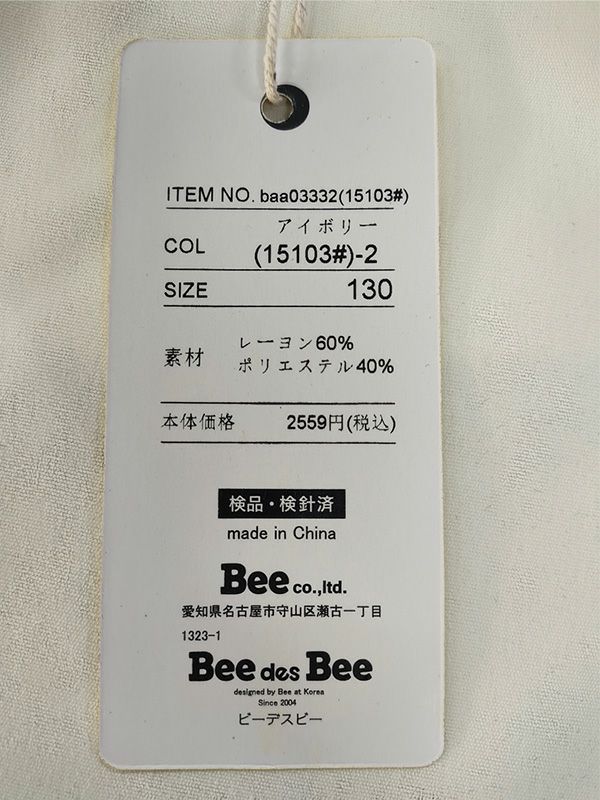 ITEM NO. baa03332(15103#)
アイボリー
COL (15103#)-2
SIZE 130
レーヨン60%
素材 ポリエステル40%
本体価格 2559円(税込)
検品・検針済
made in China
Bee co.,ltd.
愛知県名古屋市守山区瀬古一丁目
1323-1
Bee des Bee
designed by Bee at Korea
Since 2004
ビーデスビー